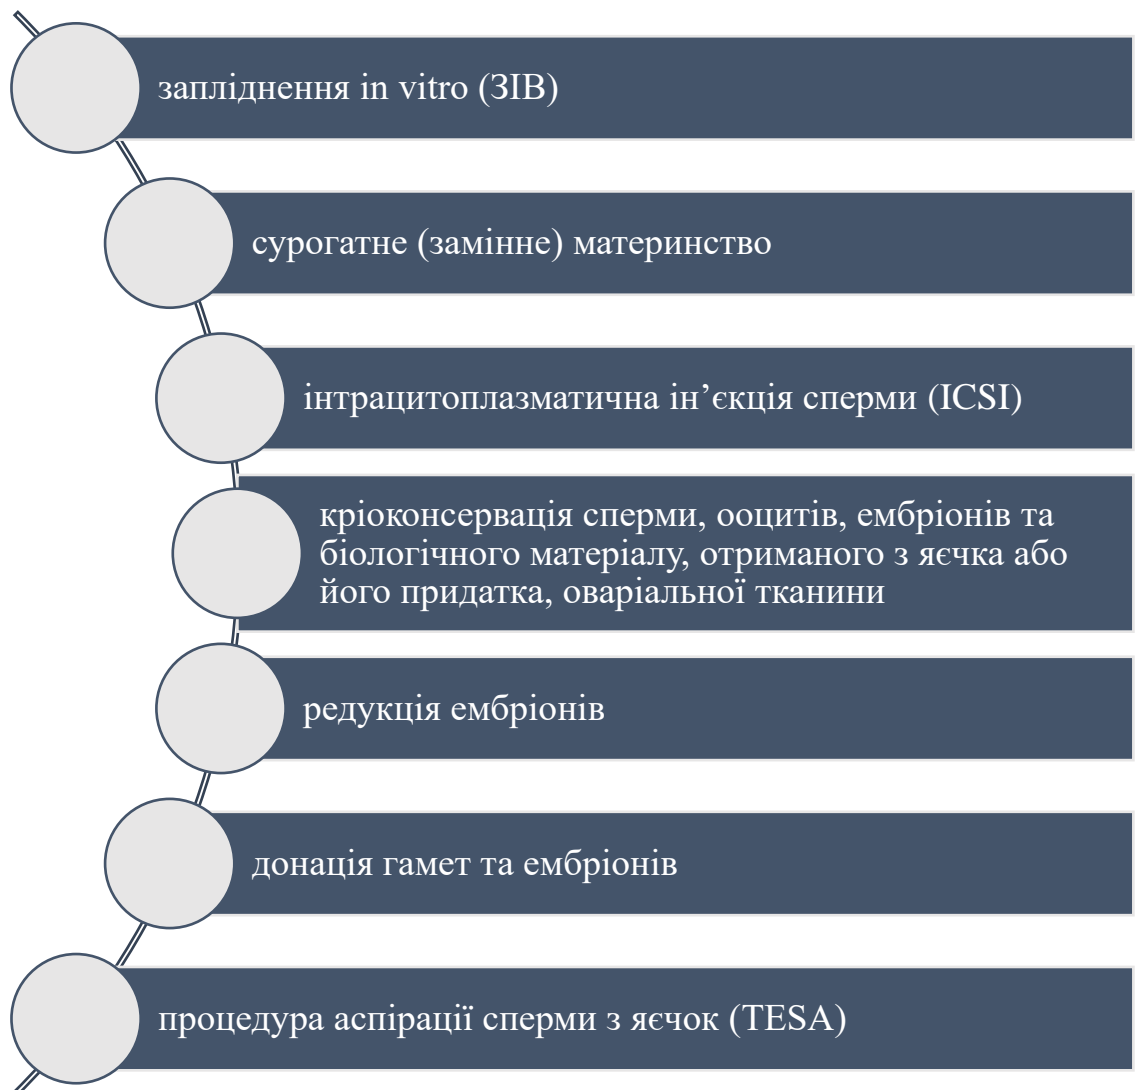 запліднення in vitro (ЗІВ)
сурогатне (замінне) материнство
інтрацитоплазматична ін’єкція сперми (ICSI)
кріоконсервація сперми, ооцитів, ембріонів та
біологічного матеріалу, отриманого з яєчка або
його придатка, оваріальної тканини
редукція ембріонів
донація гамет та ембріонів
процедура аспірації сперми з яєчок (TESA)